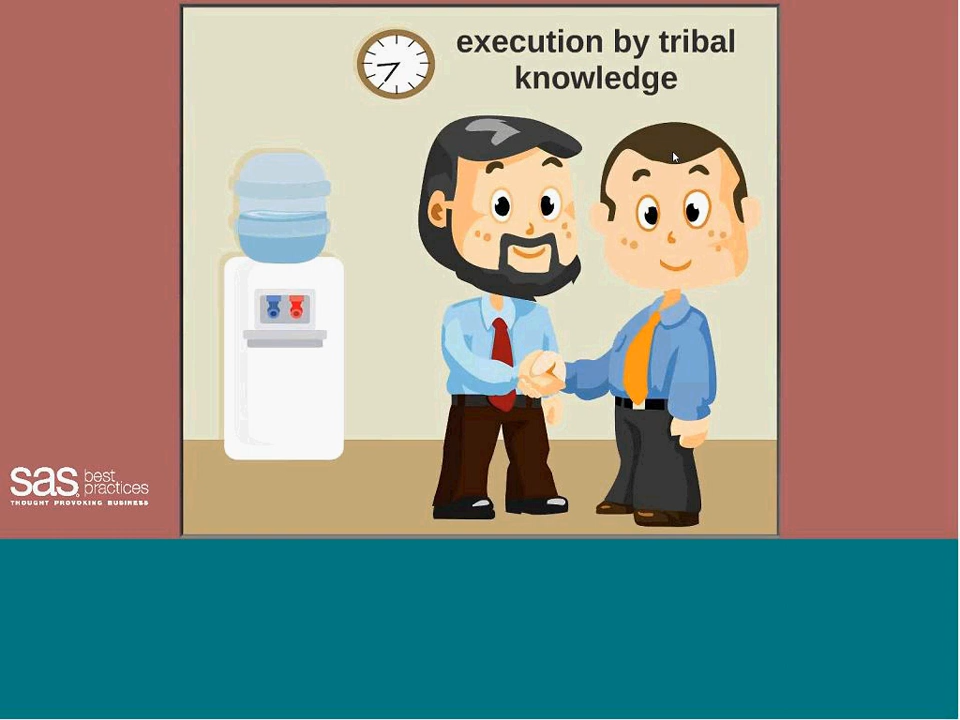 execution by tribal
knowledge
sas. best
practices
THOUGHT PROVOKING BUSINESS